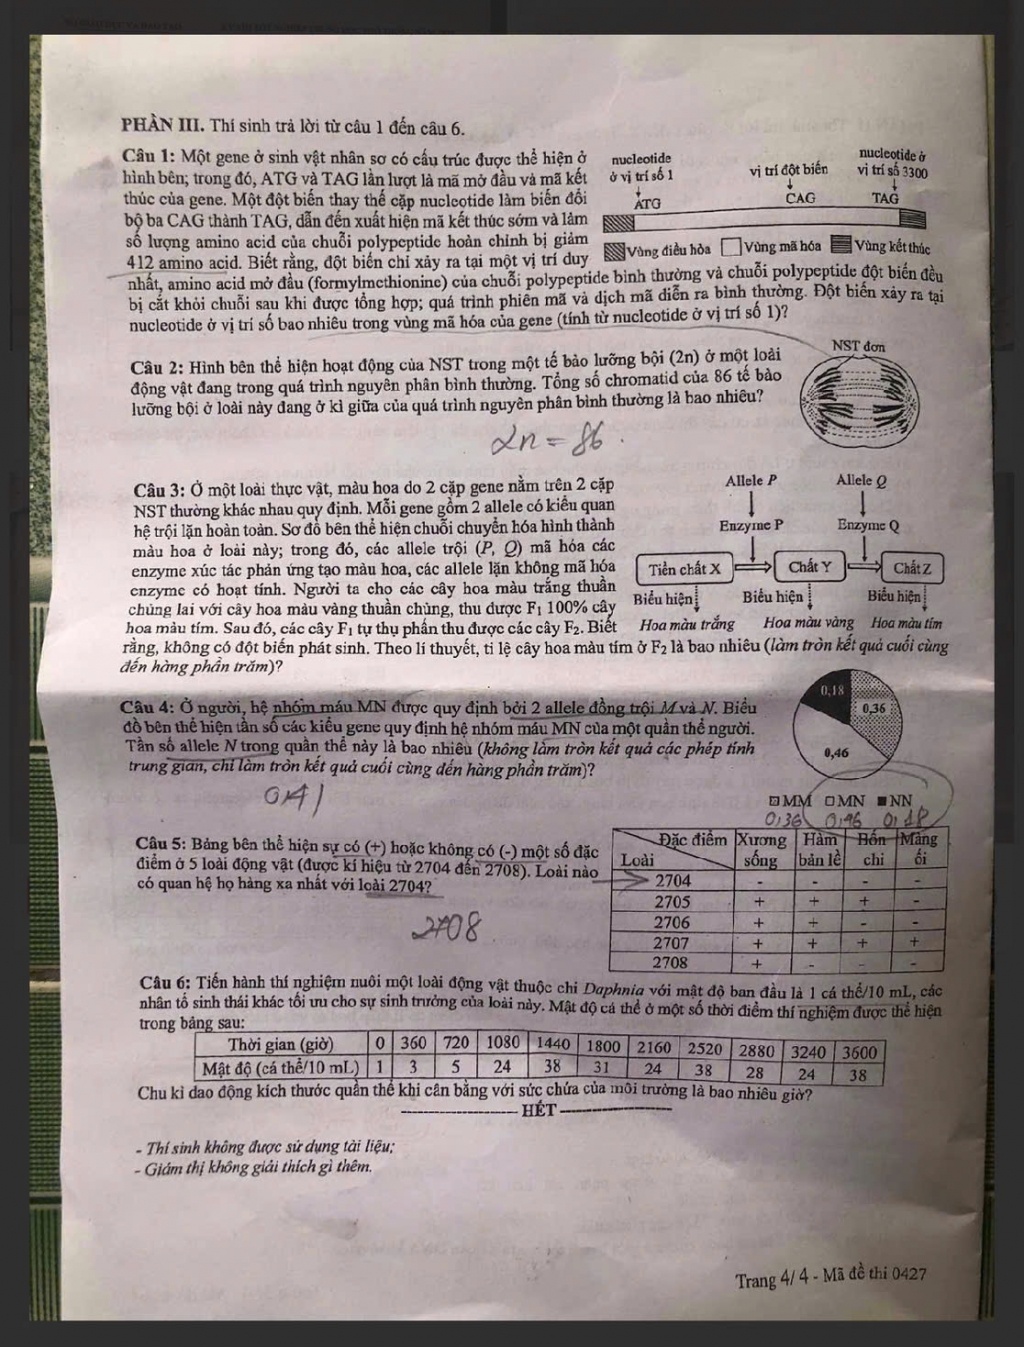 PHẦN III. Thí sinh trả lời từ câu 1 đến câu 6.
Câu 1: Một gene ở sinh vật nhân sơ có cấu trúc được thể hiện ở
hình bên; trong đó, ATG và TAG lần lượt là mã mở đầu và mã kết
thúc của gene. Một đột biến thay thế cặp nucleotide làm biến đổi
bộ ba CAG thành TAG, dẫn đến xuất hiện mã kết thúc sớm và làm
số lượng amino acid của chuỗi polypeptide hoàn chỉnh bị giảm
412 amino acid. Biết rằng, đột biến chỉ xảy ra tại một vị trí duy
nhất, amino acid mở đầu (formylmethionine) của chuỗi polypeptide bình thường và chuỗi polypeptide đột biến đều
bị cắt khỏi chuỗi sau khi được tổng hợp; quá trình phiên mã và dịch mã diễn ra bình thường. Đột biến xảy ra tại
nucleotide ở vị trí số bao nhiêu trong vùng mã hóa của gene (tính từ nucleotide ở vị trí số 1)?
nucleotide
ở vị trí số 1
ATG
vị trí đột biến
CAG
nucleotide ở
vị trí số 3300
TAG
Vùng điều hòa Vùng mã hóa Vùng kết thúc
Câu 2: Hình bên thể hiện hoạt động của NST trong một tế bào lưỡng bội (2n) ở một loài
động vật đang trong quá trình nguyên phân bình thường. Tổng số chromatid của 86 tế bào
lưỡng bội ở loài này đang ở kì giữa của quá trình nguyên phân bình thường là bao nhiêu?
NST đơn
2n = 86.
Câu 3: Ở một loài thực vật, màu hoa do 2 cặp gene nằm trên 2 cặp
NST thường khác nhau quy định. Mỗi gene gồm 2 allele có kiểu quan
hệ trội lặn hoàn toàn. Sơ đồ bên thể hiện chuỗi chuyển hóa hình thành
màu hoa ở loài này; trong đó, các allele trội (P, Q) mã hóa các
enzyme xúc tác phản ứng tạo màu hoa, các allele lặn không mã hóa
enzyme có hoạt tính. Người ta cho các cây hoa màu trắng thuần
chủng lai với cây hoa màu vàng thuần chủng, thu được F1 100% cây
hoa màu tím. Sau đó, các cây F1 tự thụ phấn thu được các cây F2. Biết
rằng, không có đột biến phát sinh. Theo lí thuyết, tỉ lệ cây hoa màu tím ở F2 là bao nhiêu (làm tròn kết quả cuối cùng
đến hàng phần trăm)?
Allele P Allele Q
Enzyme P Enzyme Q
Tiền chất X Chất Y Chất Z
Biểu hiện Biểu hiện Biểu hiện
Hoa màu trắng Hoa màu vàng Hoa màu tím
Câu 4: Ở người, hệ nhóm máu MN được quy định bởi 2 allele đồng trội M và N. Biểu
đồ bên thể hiện tần số các kiểu gene quy định hệ nhóm máu MN của một quần thể người.
Tần số allele N trong quần thể này là bao nhiêu (không làm tròn kết quả các phép tính
trung gian, chỉ làm tròn kết quả cuối cùng đến hàng phần trăm)?
0,18
0,36
0,46
MM MN NN
0,36 0,46 0,18
0,41
Câu 5: Bảng bên thể hiện sự có (+) hoặc không có (-) một số đặc
điểm ở 5 loài động vật (được kí hiệu từ 2704 đến 2708). Loài nào
có quan hệ họ hàng xa nhất với loài 2704?
2708
Đặc điểm Xương Hàm Bốn Màng
Loài sống bản lề chi ối
2704 - - - -
2705 + + + -
2706 + + - -
2707 + + + +
2708 + - - -
Câu 6: Tiến hành thí nghiệm nuôi một loài động vật thuộc chi Daphnia với mật độ ban đầu là 1 cá thể/10 mL, các
nhân tố sinh thái khác tối ưu cho sự sinh trưởng của loài này. Mật độ cá thể ở một số thời điểm thí nghiệm được thể hiện
trong bảng sau:
Thời gian (giờ) 0 360 720 1080 1440 1800 2160 2520 2880 3240 3600
Mật độ (cá thể/10 mL) 1 3 5 24 38 31 24 38 28 24 38
Chu kì dao động kích thước quần thể khi cân bằng với sức chứa của môi trường là bao nhiêu giờ?
---------- HẾT ----------
- Thí sinh không được sử dụng tài liệu;
- Giám thị không giải thích gì thêm.
Trang 4/4 - Mã đề thi 0427